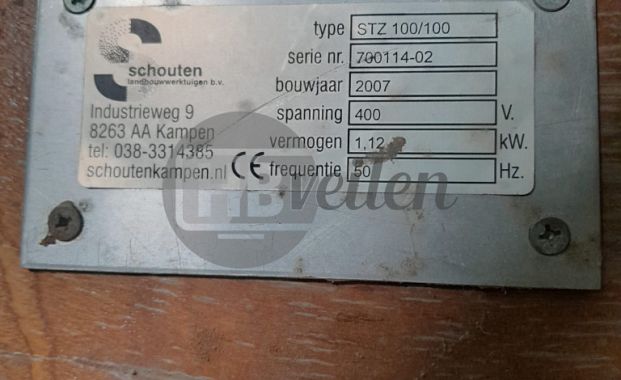 schouten
landbouwwerktuigen b.v.
Industrieweg 9
8263 AA Kampen
tel: 038-3314385
schoutenkampen.nl
CE
type STZ 100/100
serie nr. 700114-02
bouwjaar 2007
spanning 400 V.
vermogen 1,12 kW.
frequentie 50 Hz.
HB veilen